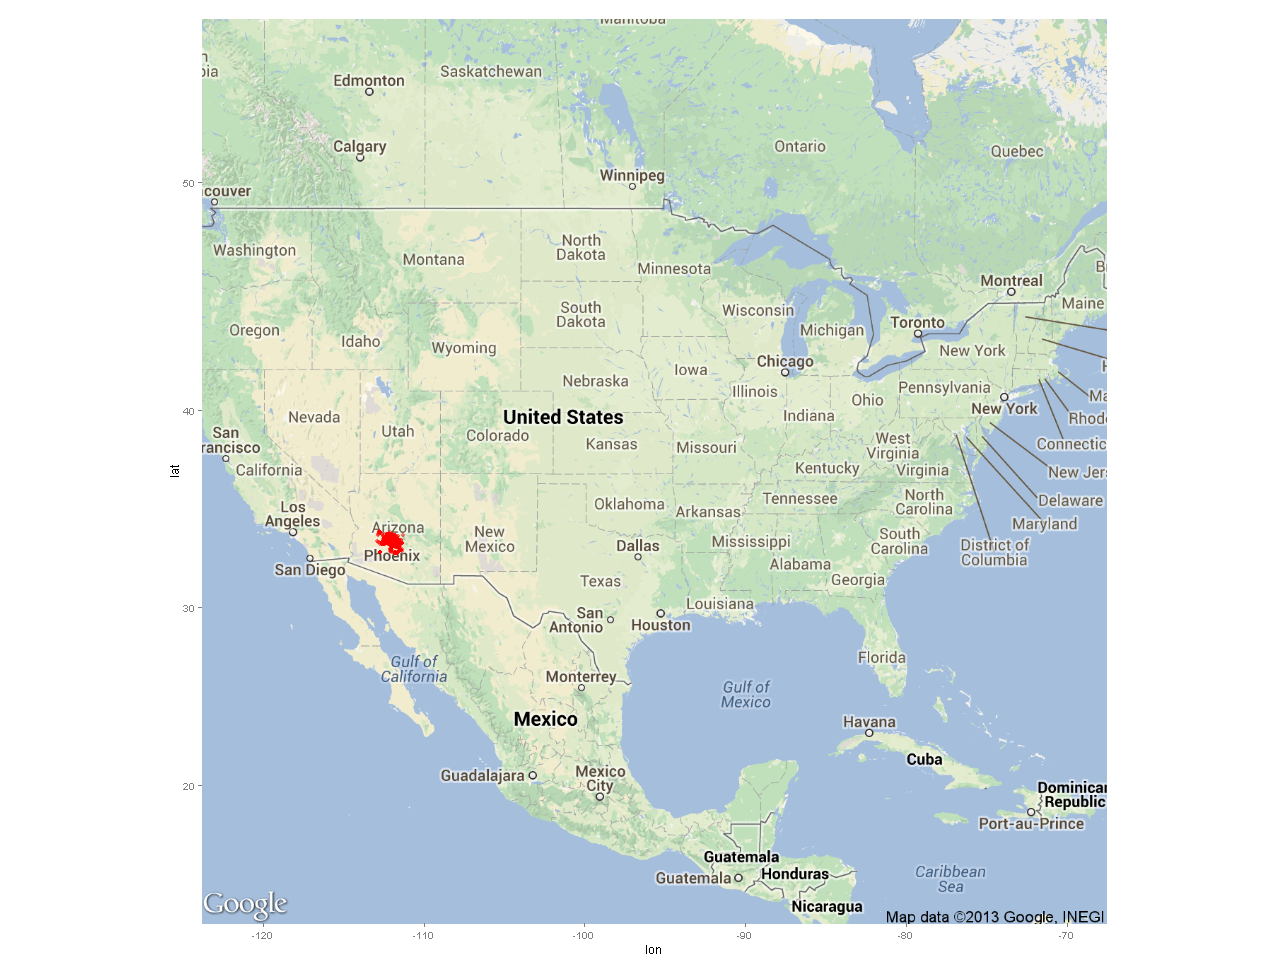 Manitoba
Edmonton
Saskatchewan
Calgary
Ontario
Quebec
Winnipeg
50
couver
Washington
North
Dakota
Montana
Minnesota
Montreal
B
Maine
South
Dakota
Wisconsin
Oregon
Idaho
Michigan
Toronto
Wyoming
New York
Chicago
Iowa
Nebraska
Illinois
Pennsylvania
Ohio
Ma
40
Nevada
United States
Indiana
New York
Rhode
Utah
Colorado
San
rancisco
Kansas
Missouri
West
Virginia
Connectic
lat
California
Kentucky
Virginia
New Jers
Oklahoma
Tennessee
North
Carolina
Delaware
Los
Angeles
Arizona
New
Mexico
Arkansas
Maryland
Phoenix
Dallas
Mississippi
South
Carolina
District of
Columbia
San Diego
Texas
Alabama
Georgia
30
San
Antonio
Houston
Louisiana
Gulf of
California
Florida
Monterrey
Gulf of
Mexico
Mexico
Havana
Cuba
20
Guadalajara
Mexico
City
Dominican
Republic
Port-au-Prince
Guatemala
Guatemala
Honduras
Caribbean
Sea
Nicaragua
Google
Map data ©2013 Google, INEGI
-120
-110
-100
-90
-80
-70
lon